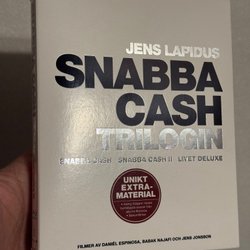 JENS LAPIDUS
SNABBA
CASH
TRILOGIN
SNABBA CASH · SNABBA CASH II · LIVET DELUXE
UNIKT
EXTRA-
MATERIAL
FILMER AV DANIÉL ESPINOSA, BABAK NAJAFI OCH JENS JONSSON